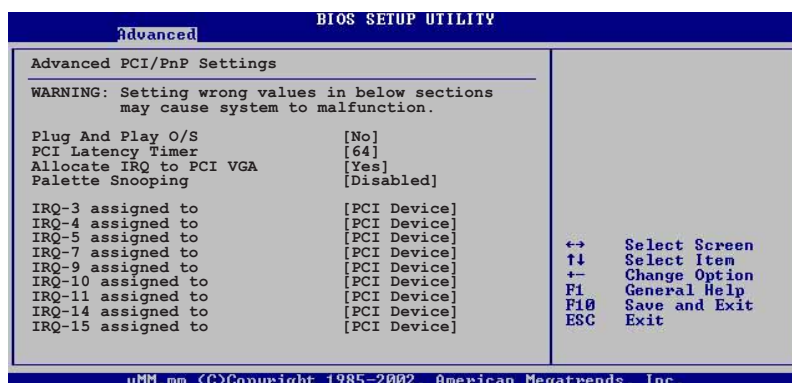 BIOS SETUP UTILITY
Advanced
Advanced PCI/PnP Settings
WARNING: Setting wrong values in below sections
may cause system to malfunction.
Plug And Play O/S [No]
PCI Latency Timer [64]
Allocate IRQ to PCI VGA [Yes]
Palette Snooping [Disabled]
IRQ-3 assigned to [PCI Device]
IRQ-4 assigned to [PCI Device]
IRQ-5 assigned to [PCI Device]
IRQ-7 assigned to [PCI Device]
IRQ-9 assigned to [PCI Device]
IRQ-10 assigned to [PCI Device]
IRQ-11 assigned to [PCI Device]
IRQ-14 assigned to [PCI Device]
IRQ-15 assigned to [PCI Device]
↔ Select Screen
↑↓ Select Item
+- Change Option
F1 General Help
F10 Save and Exit
ESC Exit
(C)Copyright 1985-2002, American Megatrends, Inc